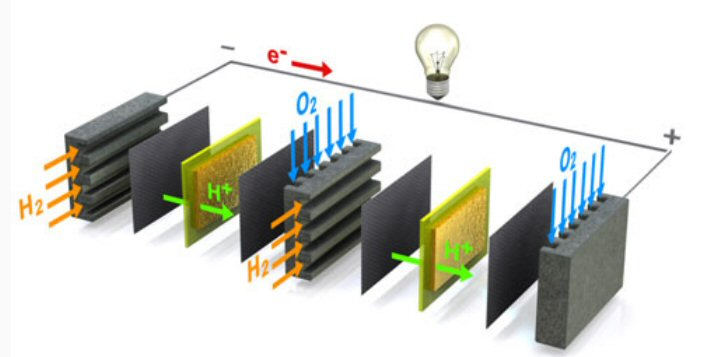 −
e-
+
O2
O2
H2
H+
H2
H+